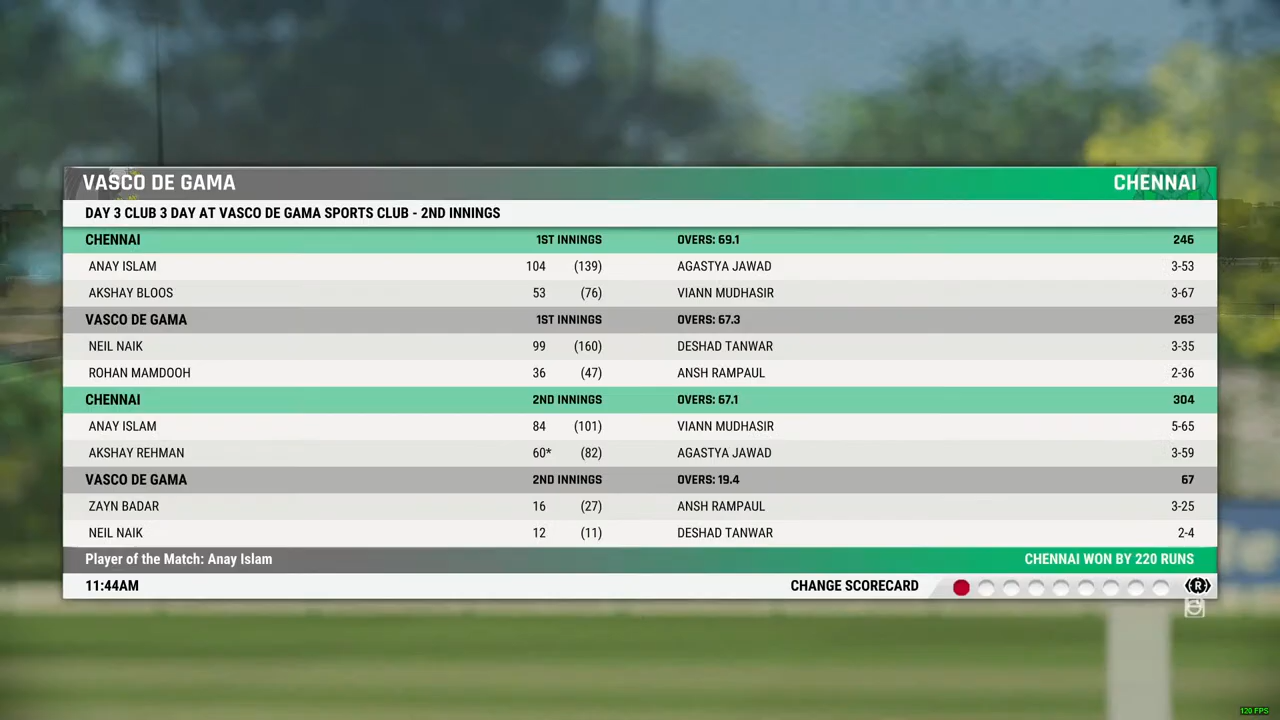 VASCO DE GAMA CHENNAI
DAY 3 CLUB 3 DAY AT VASCO DE GAMA SPORTS CLUB - 2ND INNINGS
CHENNAI 1ST INNINGS OVERS: 69.1 246
ANAY ISLAM 104 (139) AGASTYA JAWAD 3-53
AKSHAY BLOOS 53 (76) VIANN MUDHASIR 3-67
VASCO DE GAMA 1ST INNINGS OVERS: 67.3 263
NEIL NAIK 99 (160) DESHAD TANWAR 3-35
ROHAN MAMDOOH 36 (47) ANSH RAMPAUL 2-36
CHENNAI 2ND INNINGS OVERS: 67.1 304
ANAY ISLAM 84 (101) VIANN MUDHASIR 5-65
AKSHAY REHMAN 60* (82) AGASTYA JAWAD 3-59
VASCO DE GAMA 2ND INNINGS OVERS: 19.4 67
ZAYN BADAR 16 (27) ANSH RAMPAUL 3-25
NEIL NAIK 12 (11) DESHAD TANWAR 2-4
Player of the Match: Anay Islam CHENNAI WON BY 220 RUNS
11:44AM CHANGE SCORECARD R
120 FPS